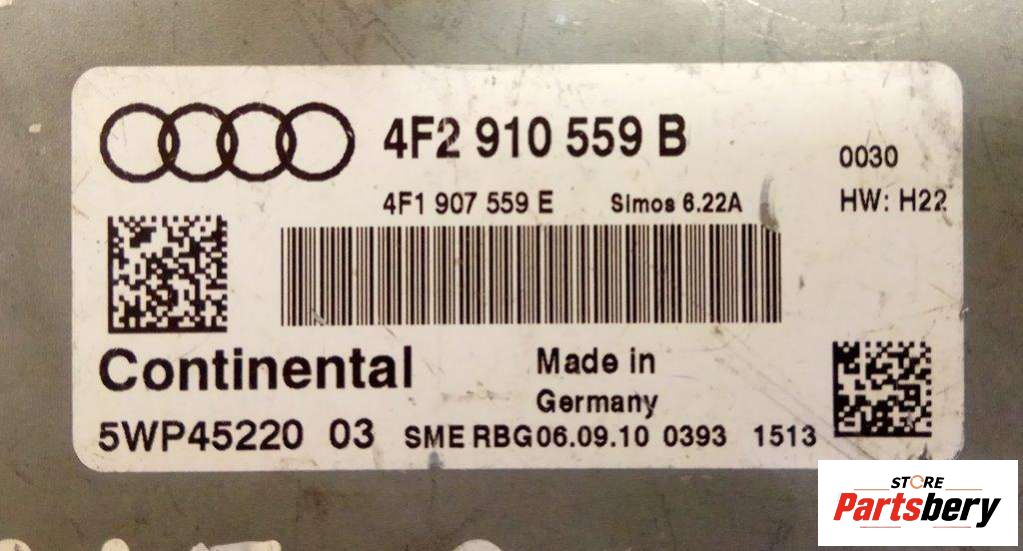 4F2 910 559 B
0030
4F1 907 559 E Simos 6.22A HW: H22
Continental
Made in
Germany
5WP45220 03 SME RBG06.09.10 0393 1513
STORE
Partsbery